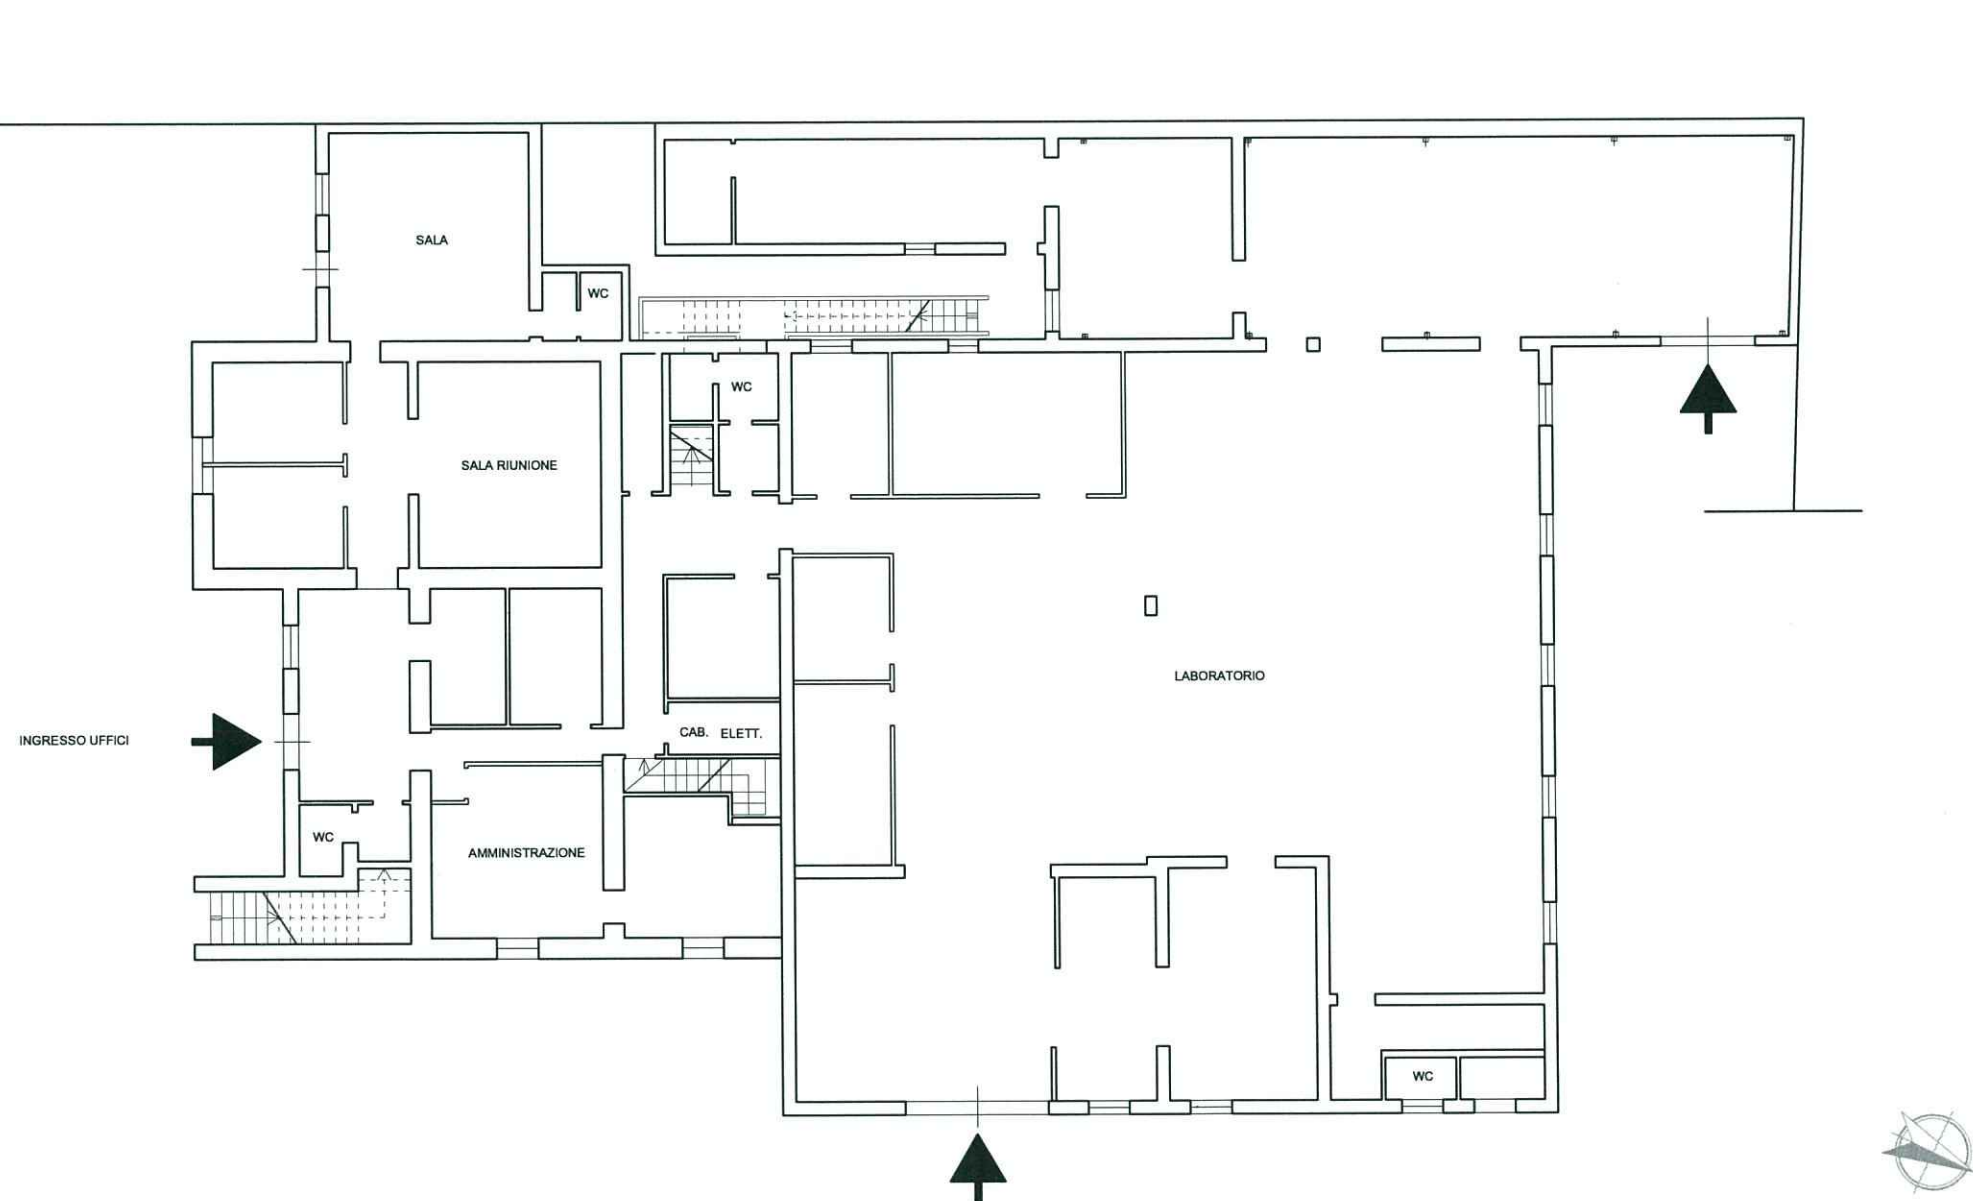 SALA
WC
WC
SALA RIUNIONE
LABORATORIO
CAB. ELETT.
INGRESSO UFFICI
WC
AMMINISTRAZIONE
WC